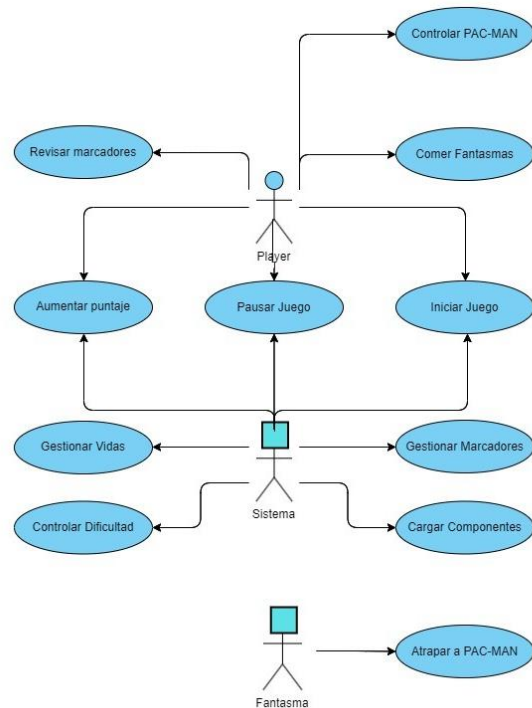 Controlar PAC-MAN
Revisar marcadores
Comer Fantasmas
Player
Aumentar puntaje
Pausar Juego
Iniciar Juego
Gestionar Vidas
Gestionar Marcadores
Sistema
Controlar Dificultad
Cargar Componentes
Atrapar a PAC-MAN
Fantasma